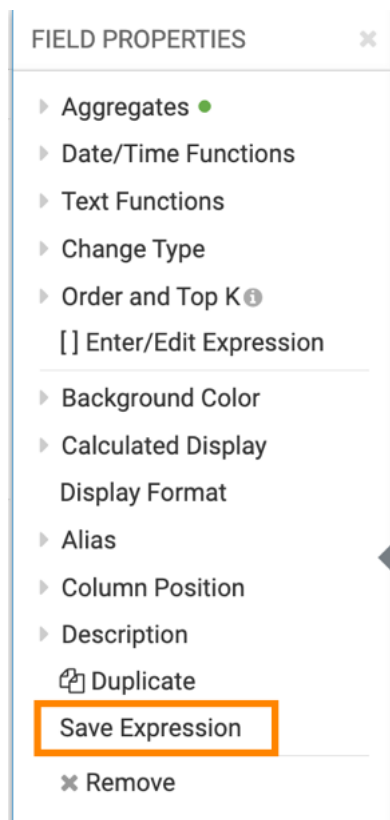 FIELD PROPERTIES
Aggregates
Date/Time Functions
Text Functions
Change Type
Order and Top K
[ ] Enter/Edit Expression
Background Color
Calculated Display
Display Format
Alias
Column Position
Description
Duplicate
Save Expression
Remove